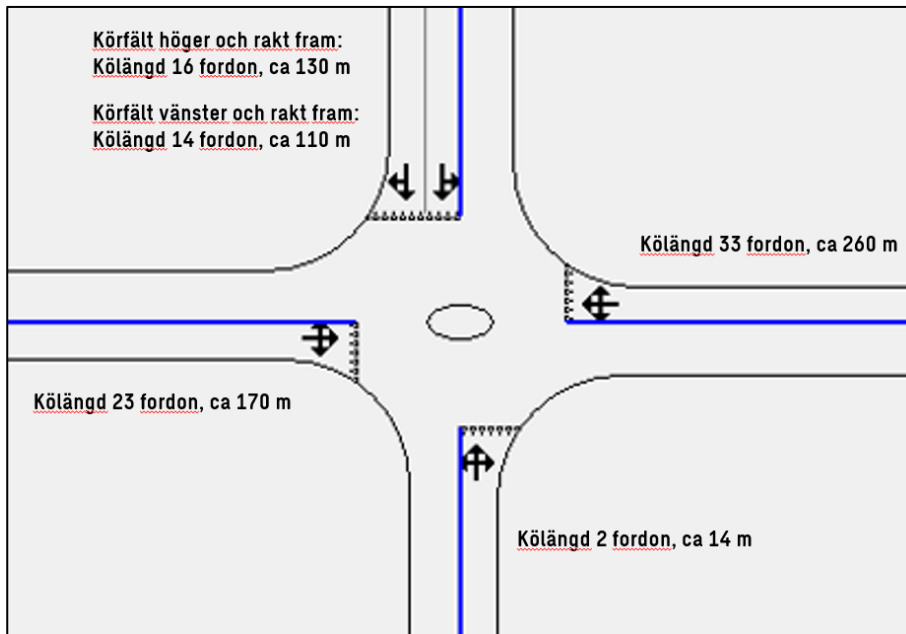 Körfält höger och rakt fram:
Kölängd 16 fordon, ca 130 m
Körfält vänster och rakt fram:
Kölängd 14 fordon, ca 110 m
Kölängd 33 fordon, ca 260 m
Kölängd 23 fordon, ca 170 m
Kölängd 2 fordon, ca 14 m